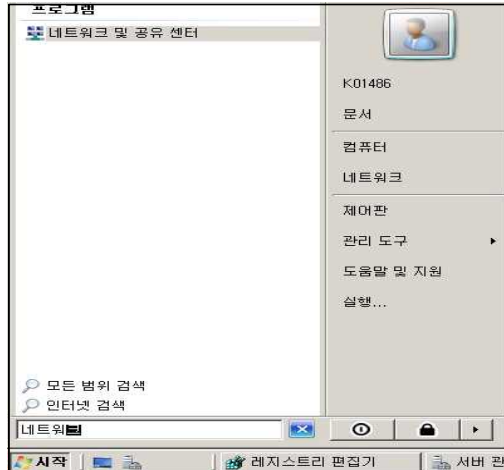 프로그램
네트워크 및 공유 센터
K01486
문서
컴퓨터
네트워크
제어판
관리 도구
도움말 및 지원
실행...
모든 범위 검색
인터넷 검색
네트워크
시작
레지스트리 편집기
서버 관